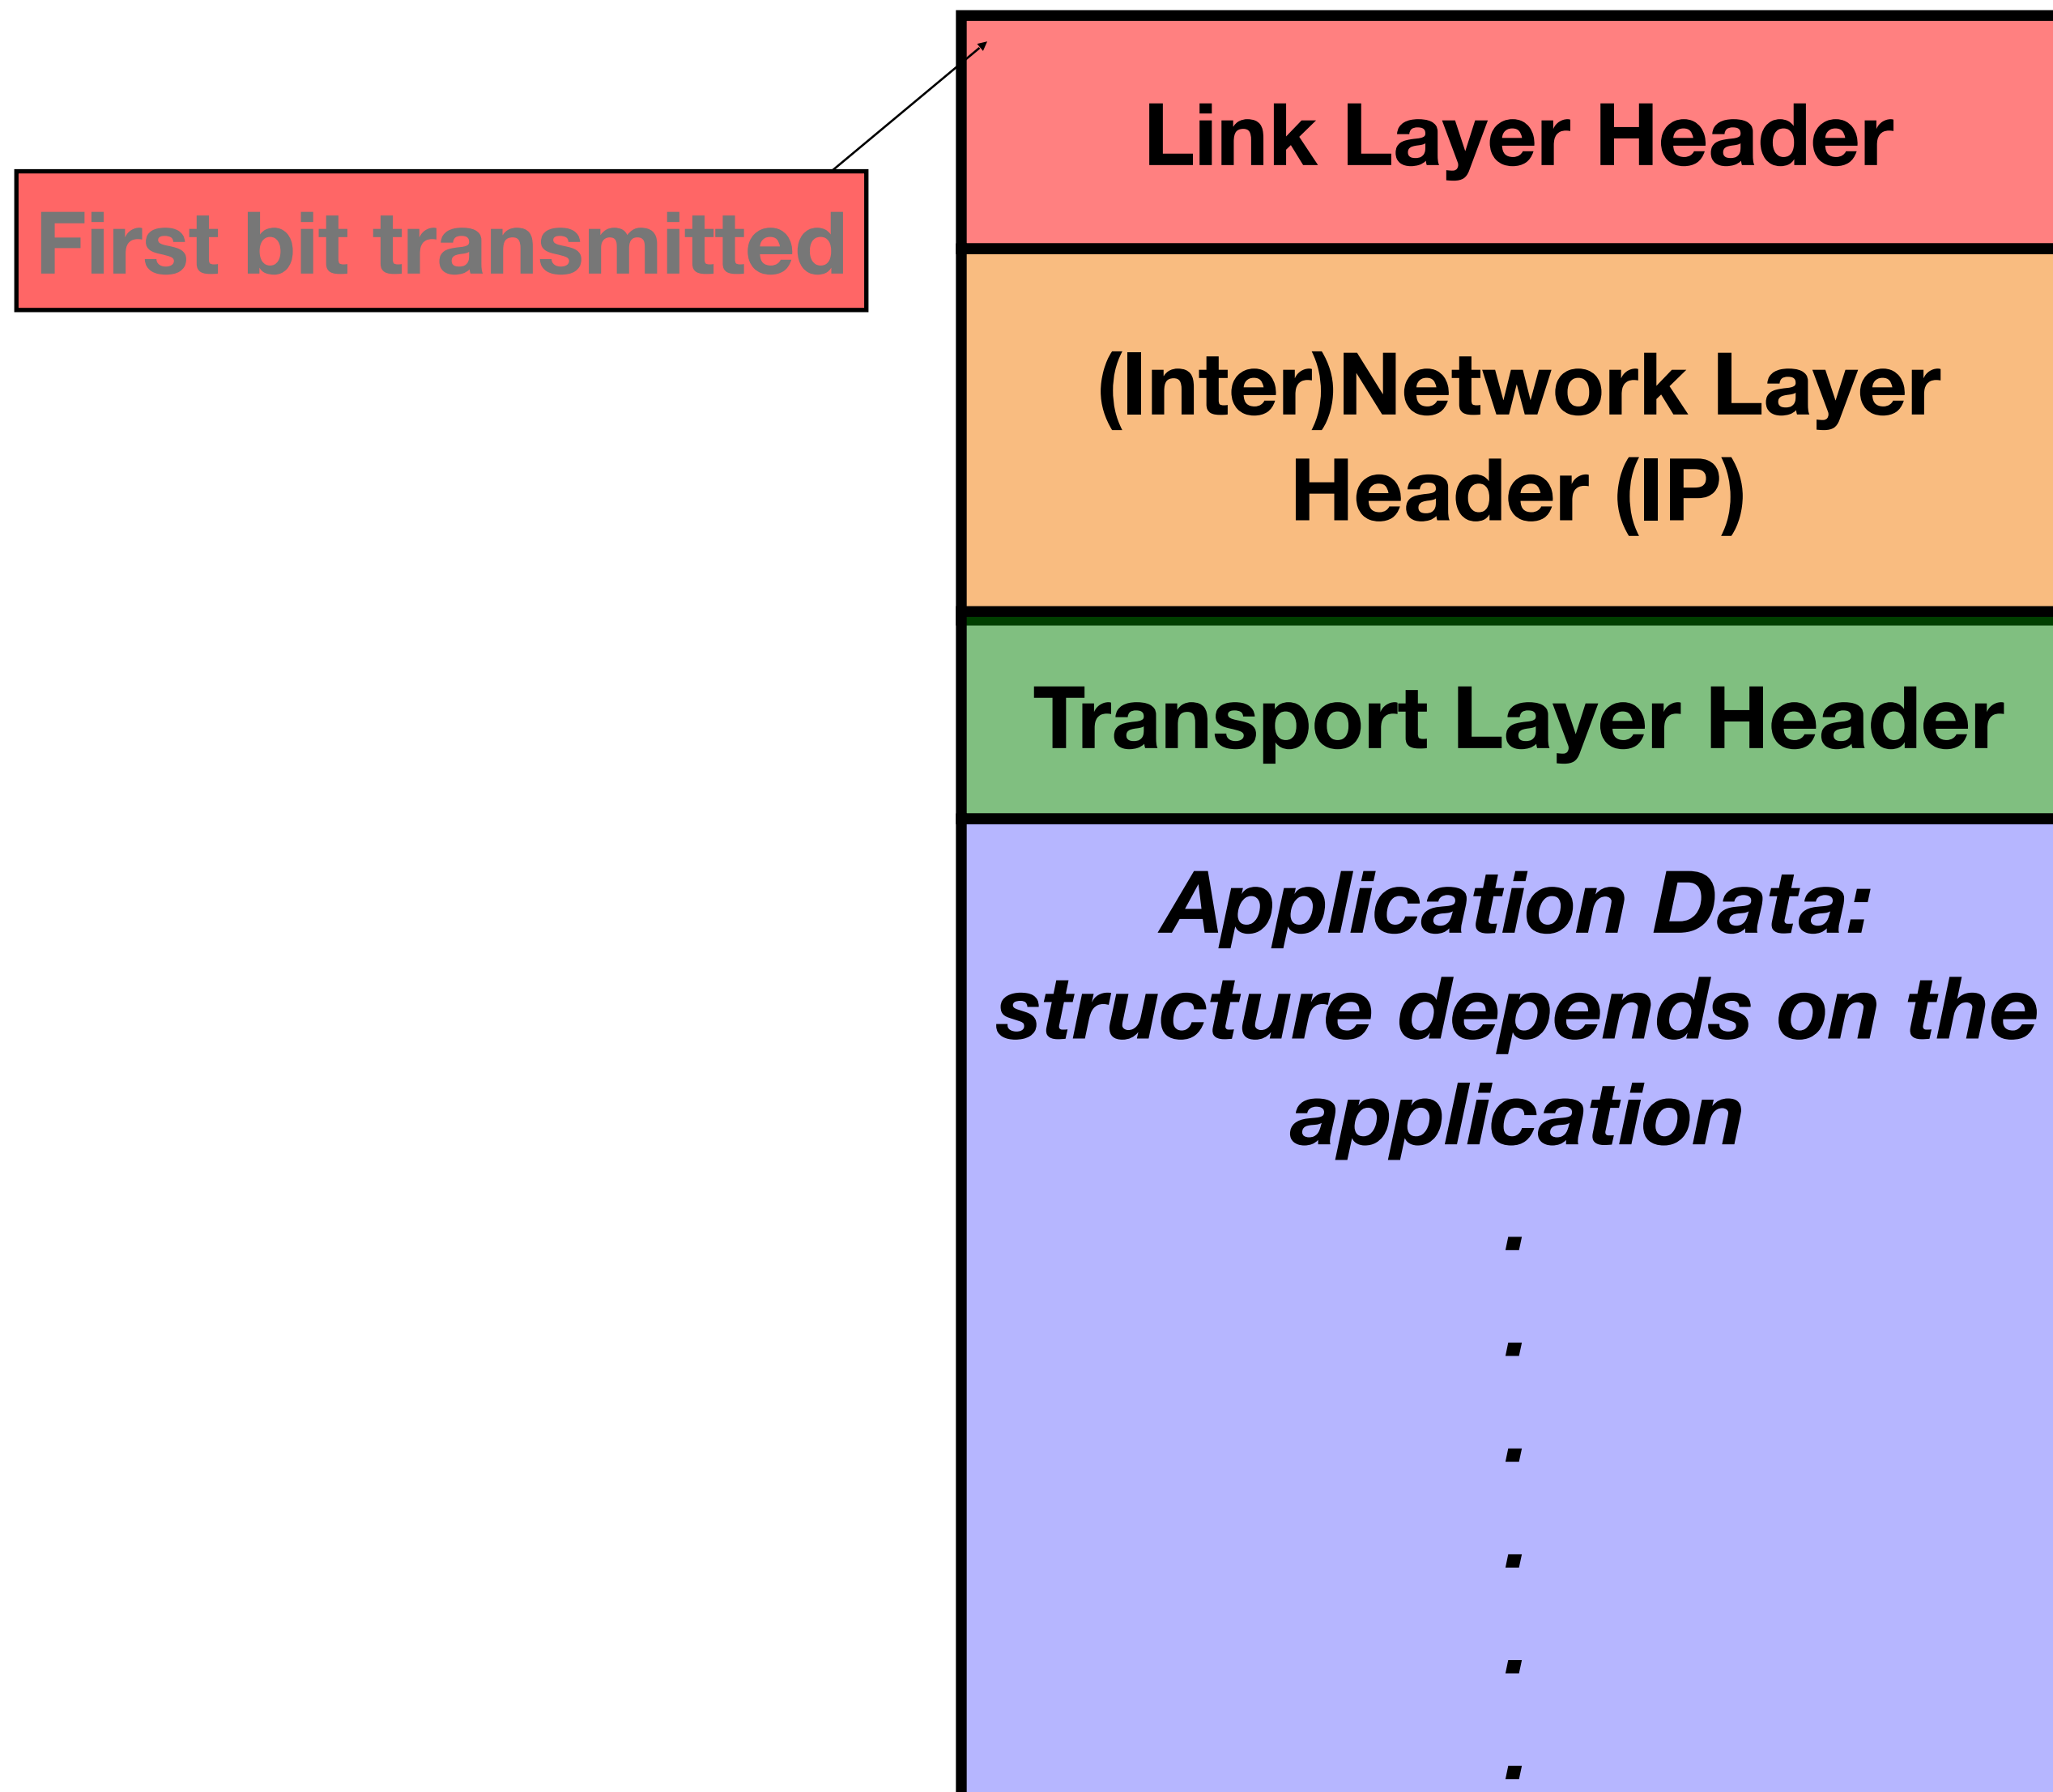 Link Layer Header
First bit transmitted
(Inter)Network Layer
Header (IP)
Transport Layer Header
Application Data:
structure depends on the
application
.
.
.
.
.
.